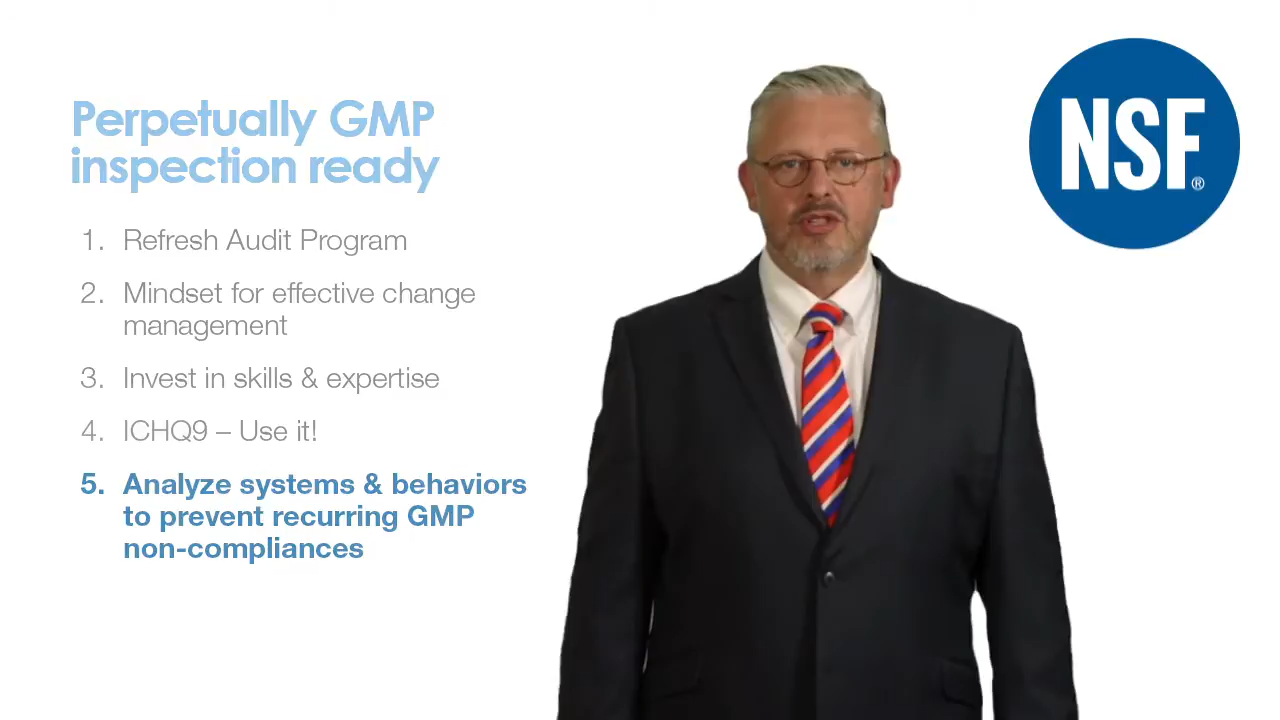 Perpetually GMP
inspection ready
1. Refresh Audit Program
2. Mindset for effective change
management
3. Invest in skills & expertise
4. ICHQ9 – Use it!
5. Analyze systems & behaviors
to prevent recurring GMP
non-compliances
NSF®